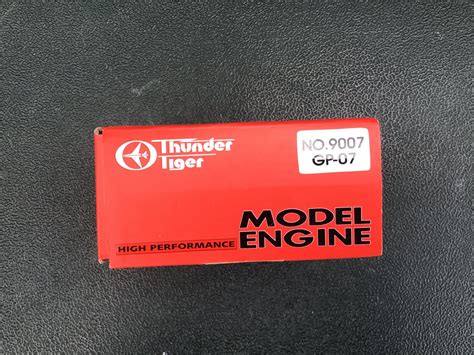 Thunder
Tiger
NO.9007
GP-07
MODEL
HIGH PERFORMANCE ENGINE